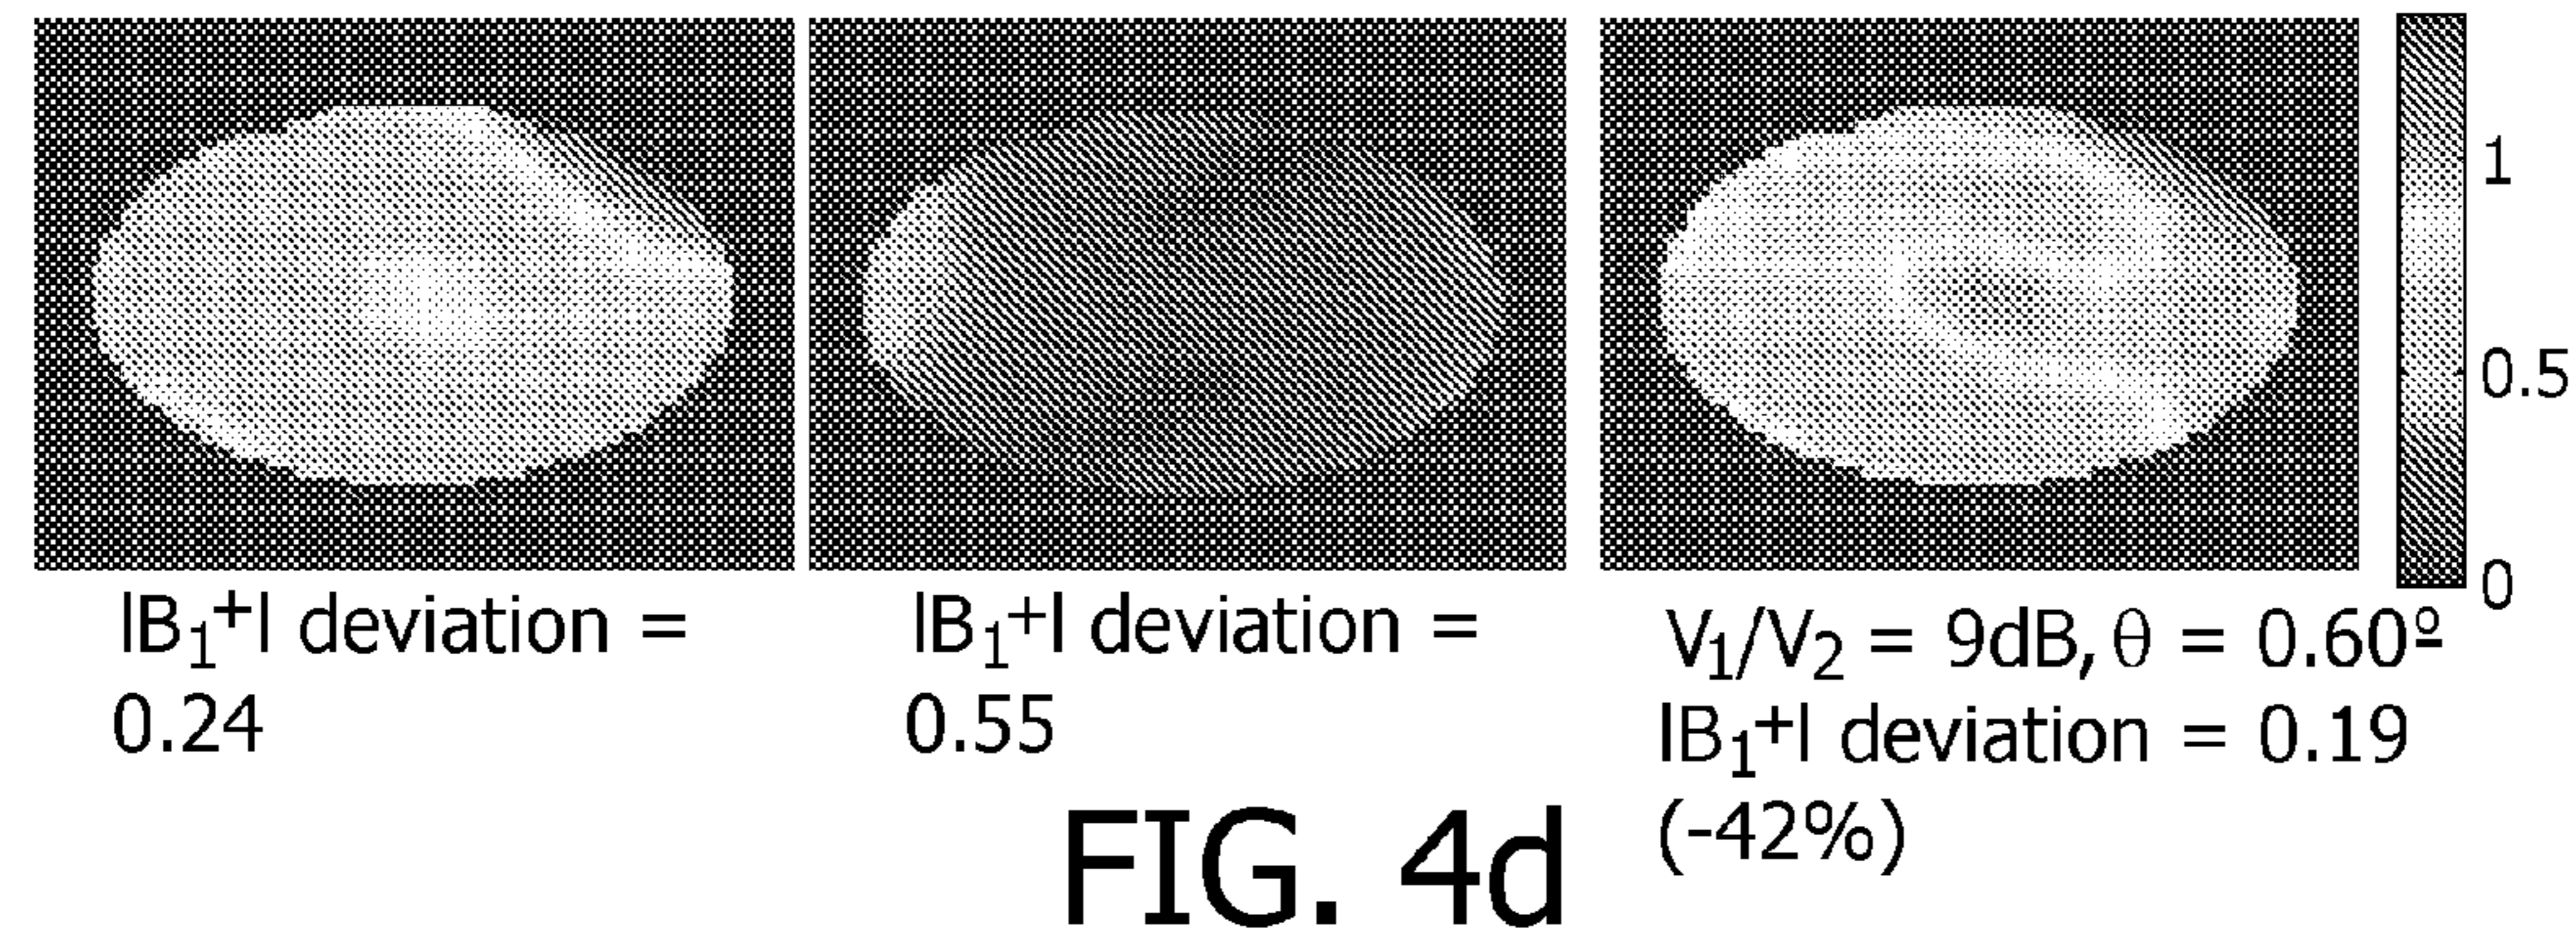 |B₁⁺| deviation =
0.24
|B₁⁺| deviation =
0.55
V₁/V₂ = 9dB, θ = 0.60º
|B₁⁺| deviation = 0.19
(-42%)
1
0.5
0
FIG. 4d